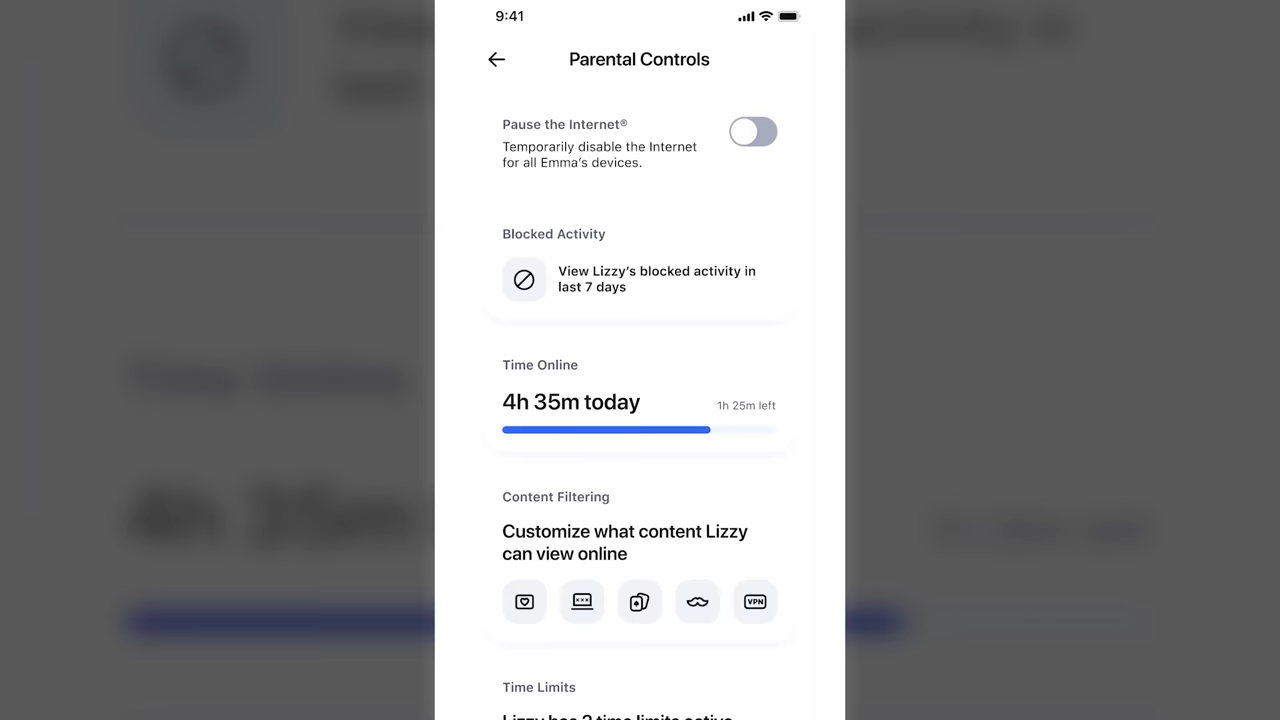 9:41
Parental Controls
Pause the Internet®
Temporarily disable the Internet
for all Emma's devices.
Blocked Activity
View Lizzy's blocked activity in
last 7 days
Time Online
4h 35m today
1h 25m left
Content Filtering
Customize what content Lizzy
can view online
XXX
VPN
Time Limits
Lizzy has 2 time limits active